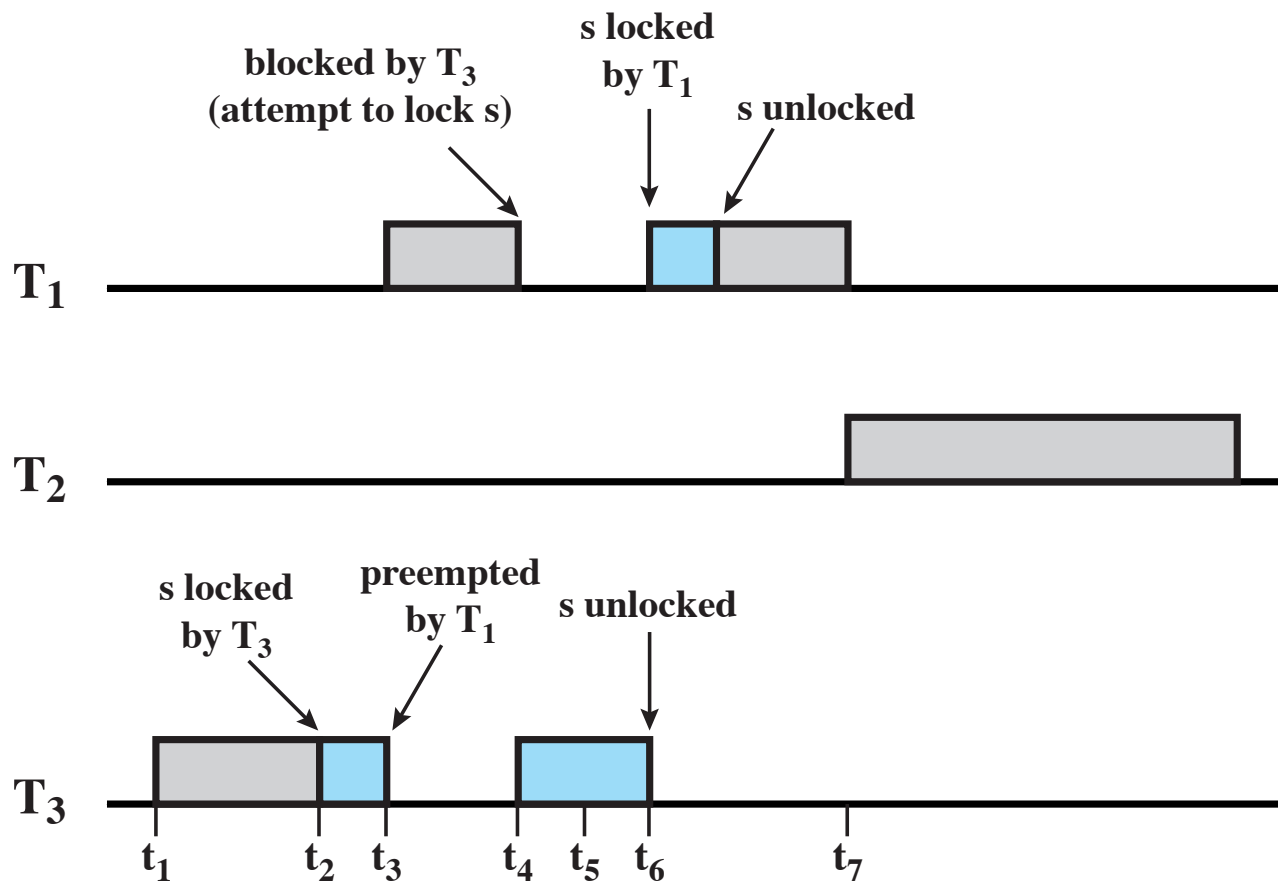 s locked
by T₁
blocked by T₃
(attempt to lock s)
s unlocked
T₁
T₂
s locked
by T₃
preempted
by T₁
s unlocked
T₃
t₁ t₂ t₃ t₄ t₅ t₆ t₇